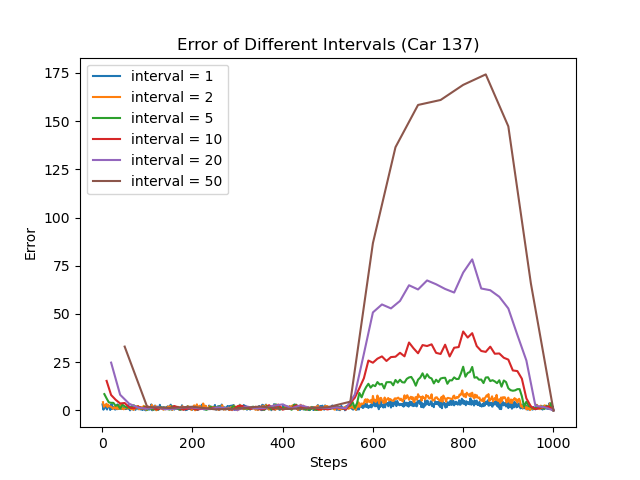 Error of Different Intervals (Car 137)
interval = 1
interval = 2
interval = 5
interval = 10
interval = 20
interval = 50
175
150
125
100
75
50
25
0
Error
0 200 400 600 800 1000
Steps